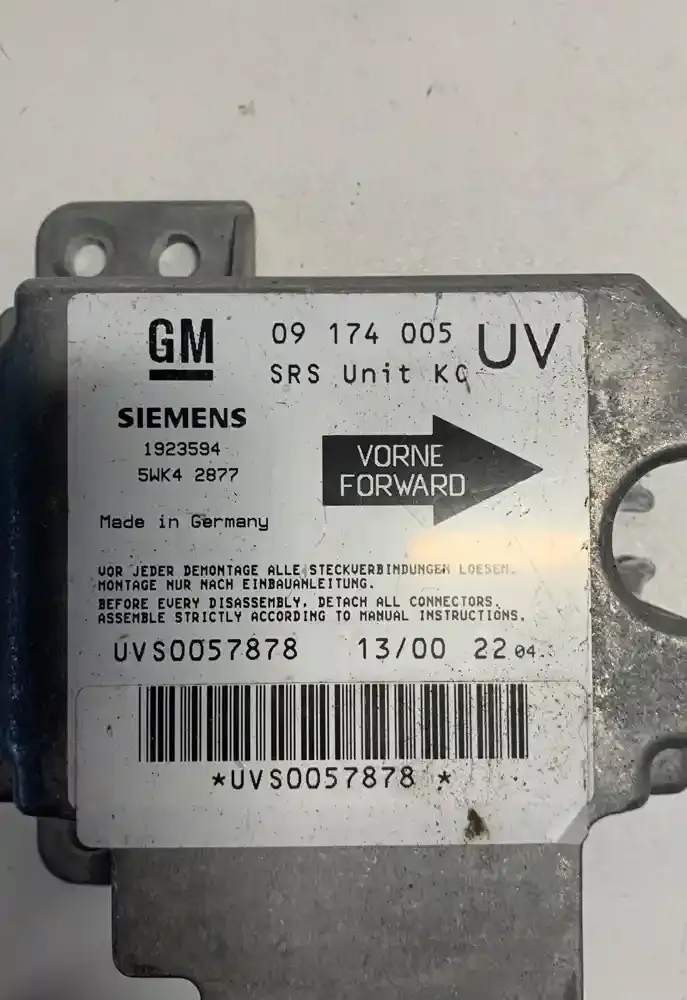 GM 09 174 005 UV
SRS Unit KC
SIEMENS
1923594
5WK4 2877
VORNE
FORWARD
Made in Germany
VOR JEDER DEMONTAGE ALLE STECKVERBINDUNGEN LOESEN.
MONTAGE NUR NACH EINBAUANLEITUNG.
BEFORE EVERY DISASSEMBLY, DETACH ALL CONNECTORS.
ASSEMBLE STRICTLY ACCORDING TO MANUAL INSTRUCTIONS.
UVS0057878 13/00 22 04
*UVS0057878 *